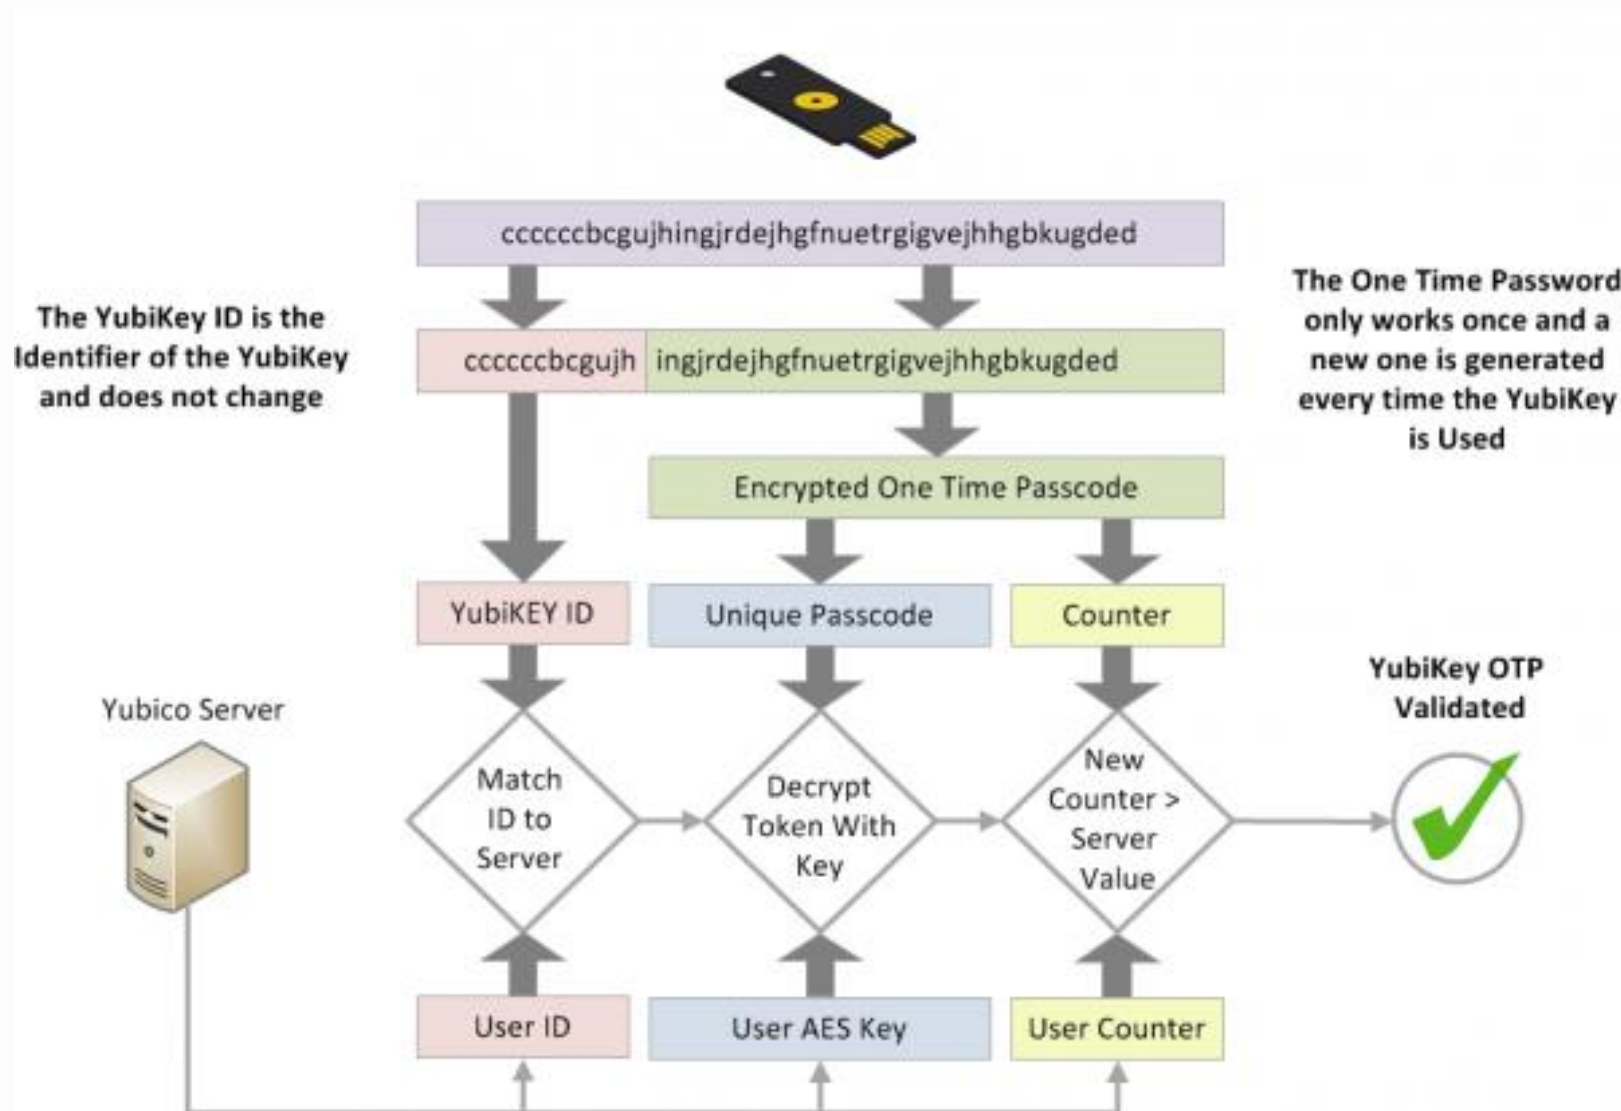 ccccccbcgujhingjrdejhgfnuetrgigvejhhgbkugded
The YubiKey ID is the
Identifier of the YubiKey
and does not change
ccccccbcgujh
ingjrdejhgfnuetrgigvejhhgbkugded
The One Time Password
only works once and a
new one is generated
every time the YubiKey
is Used
Encrypted One Time Passcode
YubiKEY ID
Unique Passcode
Counter
Yubico Server
Match
ID to
Server
Decrypt
Token With
Key
New
Counter >
Server
Value
YubiKey OTP
Validated
User ID
User AES Key
User Counter